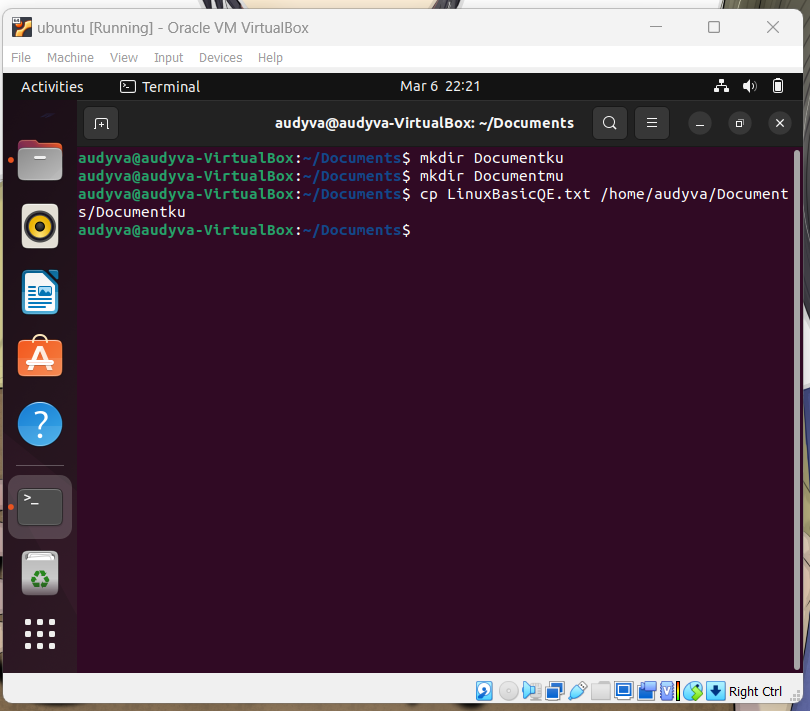 ubuntu [Running] - Oracle VM VirtualBox
File Machine View Input Devices Help
Activities Terminal Mar 6 22:21
audyva@audyva-VirtualBox: ~/Documents
audyva@audyva-VirtualBox:~/Documents$ mkdir Documentku
audyva@audyva-VirtualBox:~/Documents$ mkdir Documentmu
audyva@audyva-VirtualBox:~/Documents$ cp LinuxBasicQE.txt /home/audyva/Document
s/Documentku
audyva@audyva-VirtualBox:~/Documents$
Right Ctrl